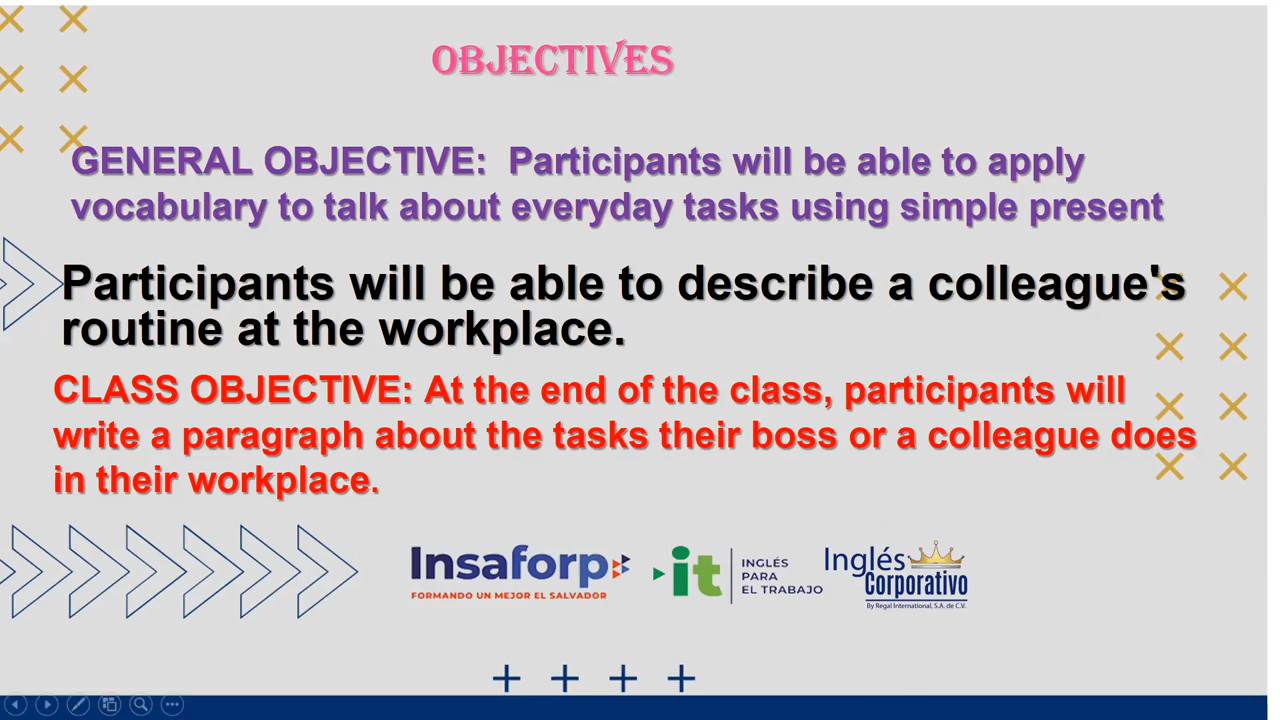 OBJECTIVES
GENERAL OBJECTIVE:  Participants will be able to apply
vocabulary to talk about everyday tasks using simple present
Participants will be able to describe a colleague's
routine at the workplace.
CLASS OBJECTIVE: At the end of the class, participants will
write a paragraph about the tasks their boss or a colleague does
in their workplace.
Insaforp
FORMANDO UN MEJOR EL SALVADOR
it
INGLÉS
PARA
EL TRABAJO
Inglés
Corporativo
By Regal International, S.A. de C.V.